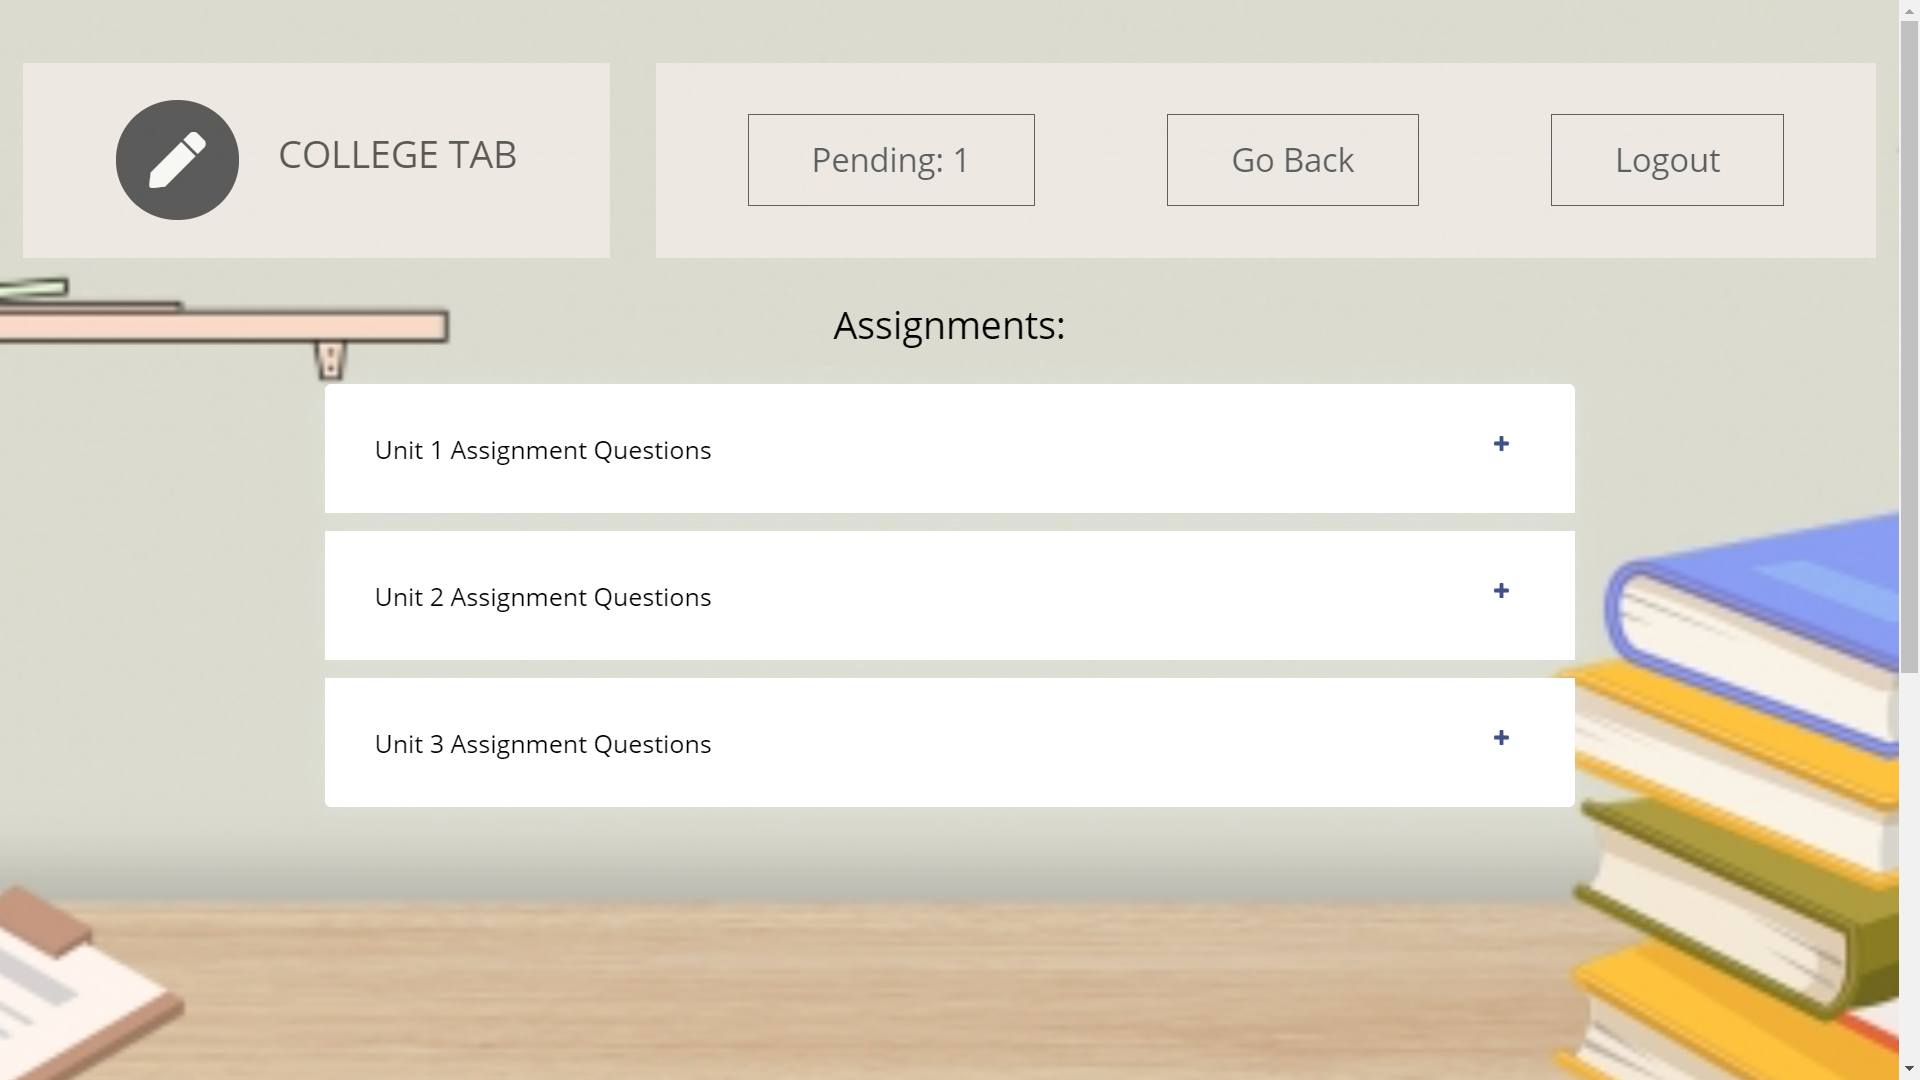 COLLEGE TAB
Pending: 1
Go Back
Logout
Assignments:
Unit 1 Assignment Questions
Unit 2 Assignment Questions
Unit 3 Assignment Questions